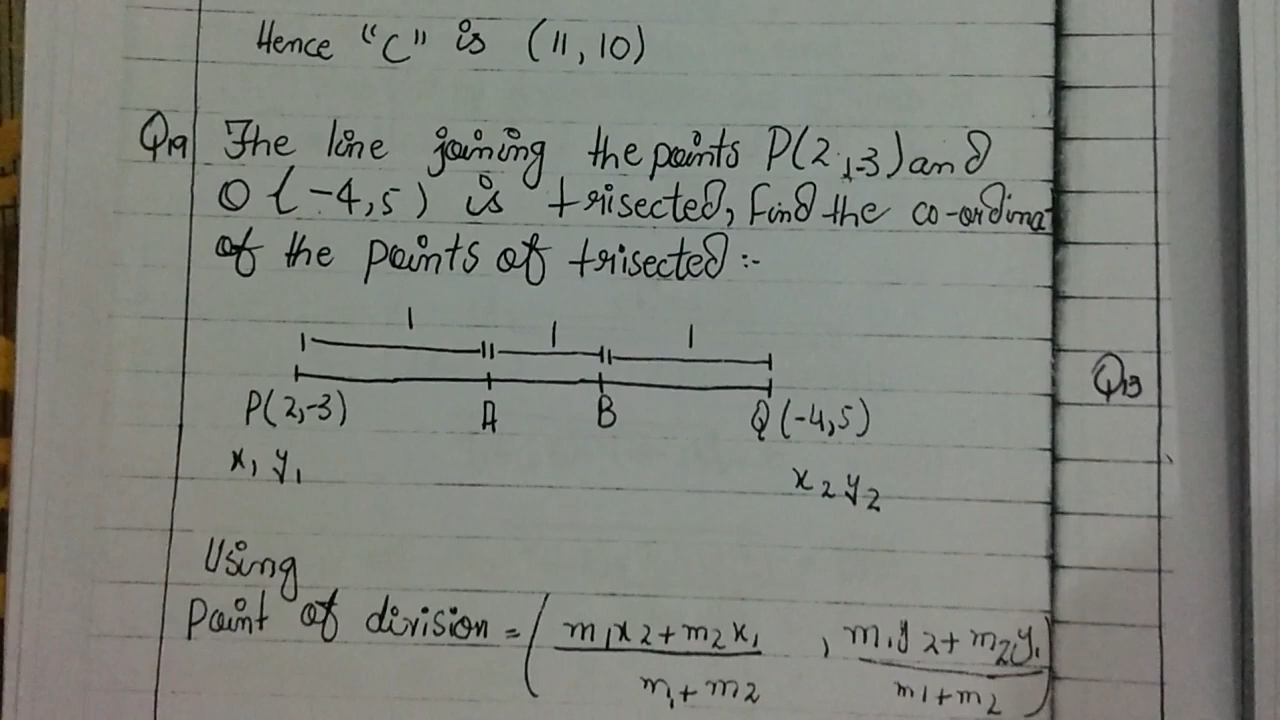 Hence "C" is (11, 10)
Q19 The line joining the points P(2,-3) and
O(-4,5) is trisected, Find the co-ordinat
of the points of trisected :-
1 1 1
P(2,-3) A B Q(-4,5)
x1 y1 x2 y2
Q13
Using
Point of division = (m1x2+m2x1 / m1+m2 , m1y2+m2y1 / m1+m2)